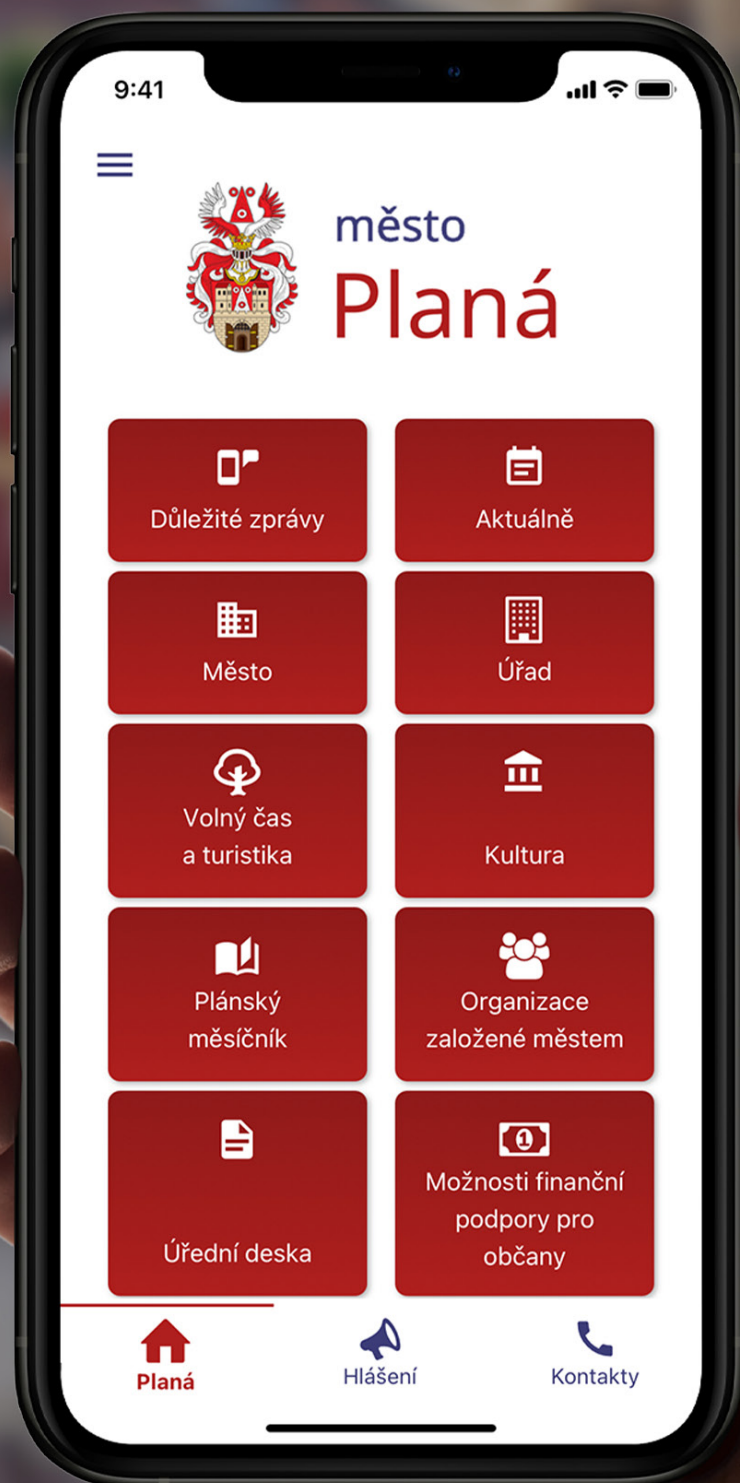 9:41
město
Planá
Důležité zprávy
Aktuálně
Město
Úřad
Volný čas
a turistika
Kultura
Plánský
měsíčník
Organizace
založené městem
Úřední deska
Možnosti finanční
podpory pro
občany
Planá
Hlášení
Kontakty